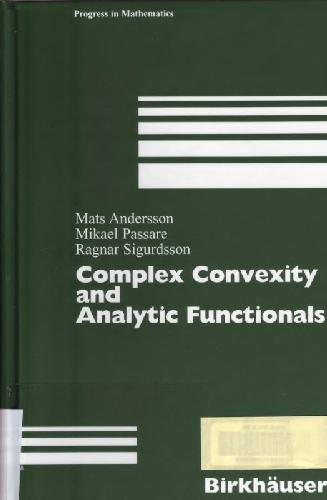 Progress in Mathematics
Mats Andersson
Mikael Passare
Ragnar Sigurdsson
Complex Convexity
and
Analytic Functionals
Birkhäuser